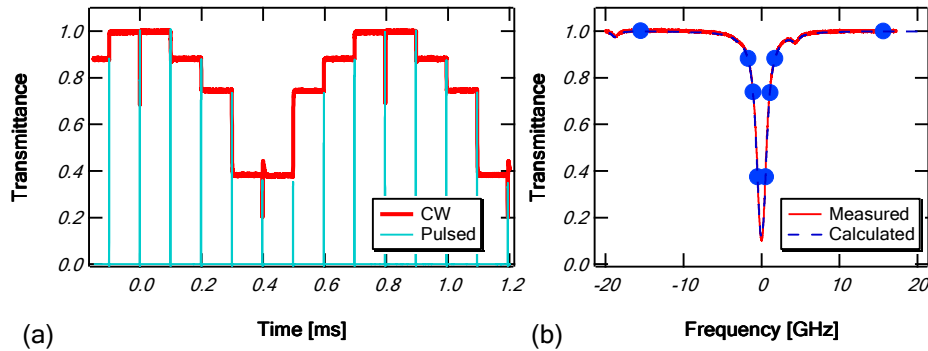 1.0
0.8
0.6
0.4
0.2
0.0
Transmittance
CW
Pulsed
0.0 0.2 0.4 0.6 0.8 1.0 1.2
Time [ms]
(a)
1.0
0.8
0.6
0.4
0.2
0.0
Transmittance
Measured
Calculated
-20 -10 0 10 20
Frequency [GHz]
(b)